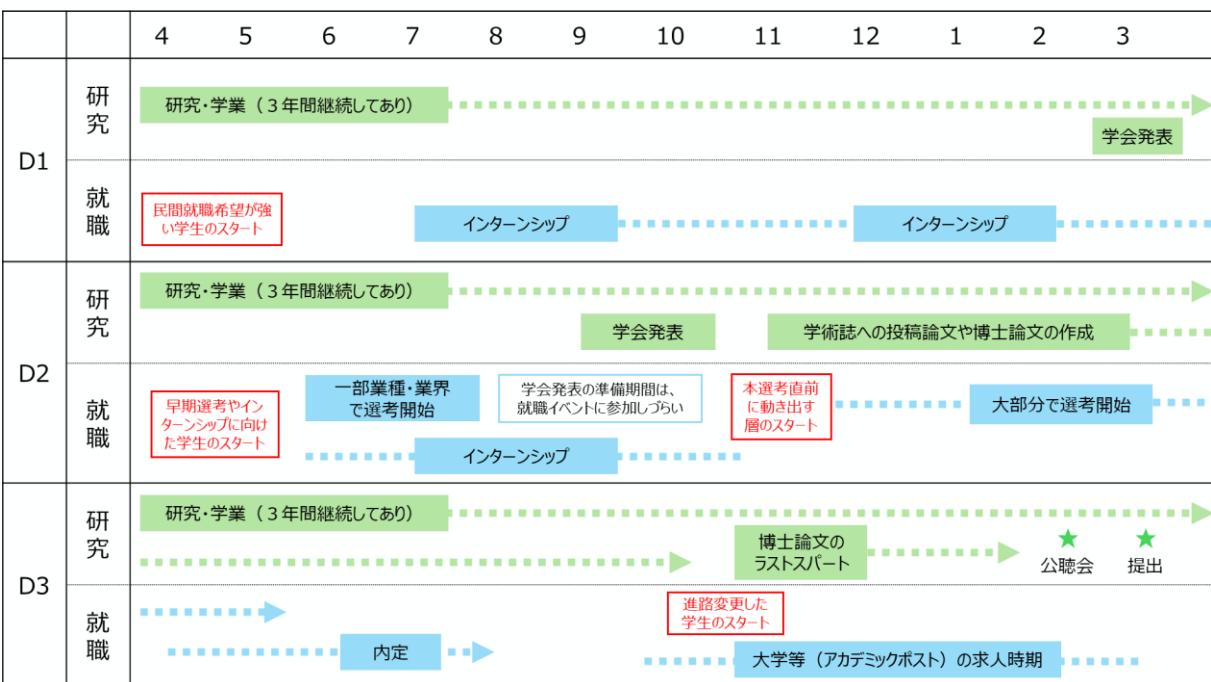 4 5 6 7 8 9 10 11 12 1 2 3
D1
研究
研究・学業（３年間継続してあり）
学会発表
就職
民間就職希望が強
い学生のスタート
インターンシップ
インターンシップ
D2
研究
研究・学業（３年間継続してあり）
学会発表
学術誌への投稿論文や博士論文の作成
就職
早期選考やイン
ターンシップに向け
た学生のスタート
一部業種・業界
で選考開始
学会発表の準備期間は、
就職イベントに参加しづらい
本選考直前
に動き出す
層のスタート
大部分で選考開始
インターンシップ
D3
研究
研究・学業（３年間継続してあり）
博士論文の
ラストスパート
公聴会
提出
就職
進路変更した
学生のスタート
内定
大学等（アカデミックポスト）の求人時期